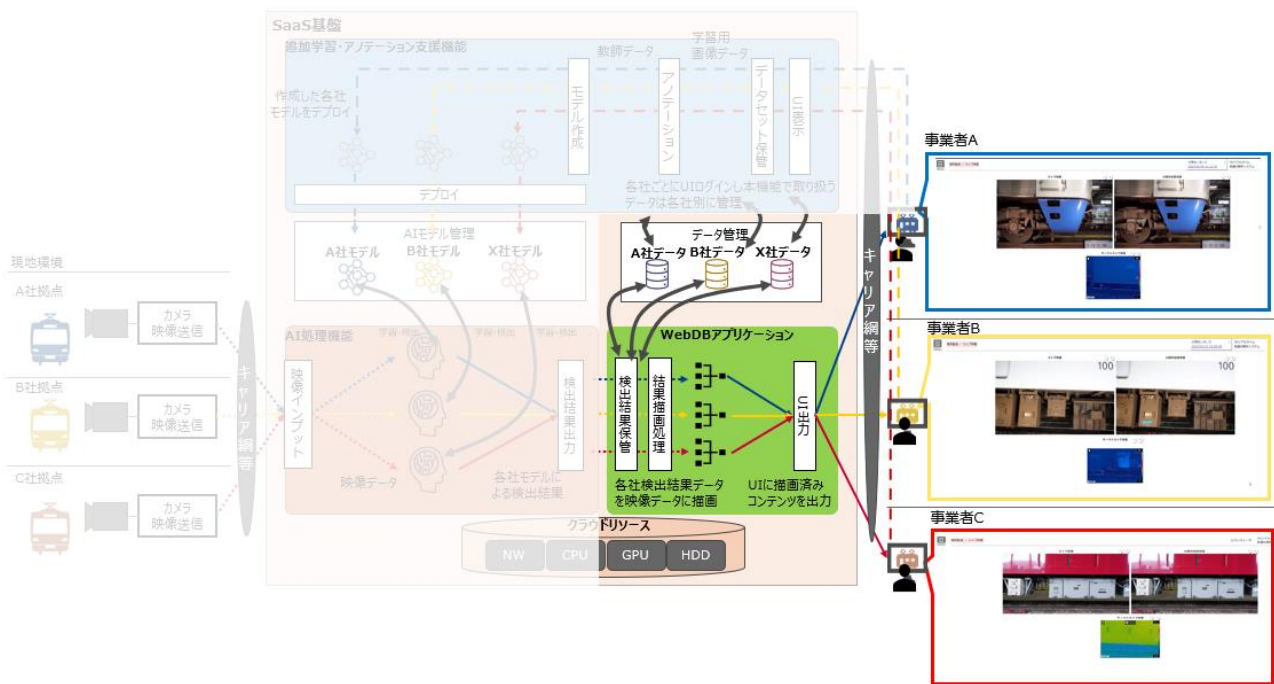 SaaS基盤
追加学習・アノテーション支援機能
教師データ
学習用
画像データ
作成した各社
モデルをデプロイ
モデル作成
アノテーション
データセット保管
UI表示
デプロイ
各社ごとにUIログインし本機能で取り扱う
データは各社別に管理
AIモデル管理
A社モデル
B社モデル
X社モデル
データ管理
A社データ
B社データ
X社データ
現地環境
A社拠点
カメラ
映像送信
B社拠点
カメラ
映像送信
C社拠点
カメラ
映像送信
キャリア網等
AI処理機能
学習・検出
学習・検出
学習・検出
映像インプット
映像データ
検出結果出力
各社モデルに
よる検出結果
WebDBアプリケーション
検出結果保管
結果描画処理
UI出力
各社検出結果データ
を映像データに描画
UIに描画済み
コンテンツを出力
クラウドリソース
NW
CPU
GPU
HDD
キャリア網等
事業者A
事業者B
100
100
事業者C